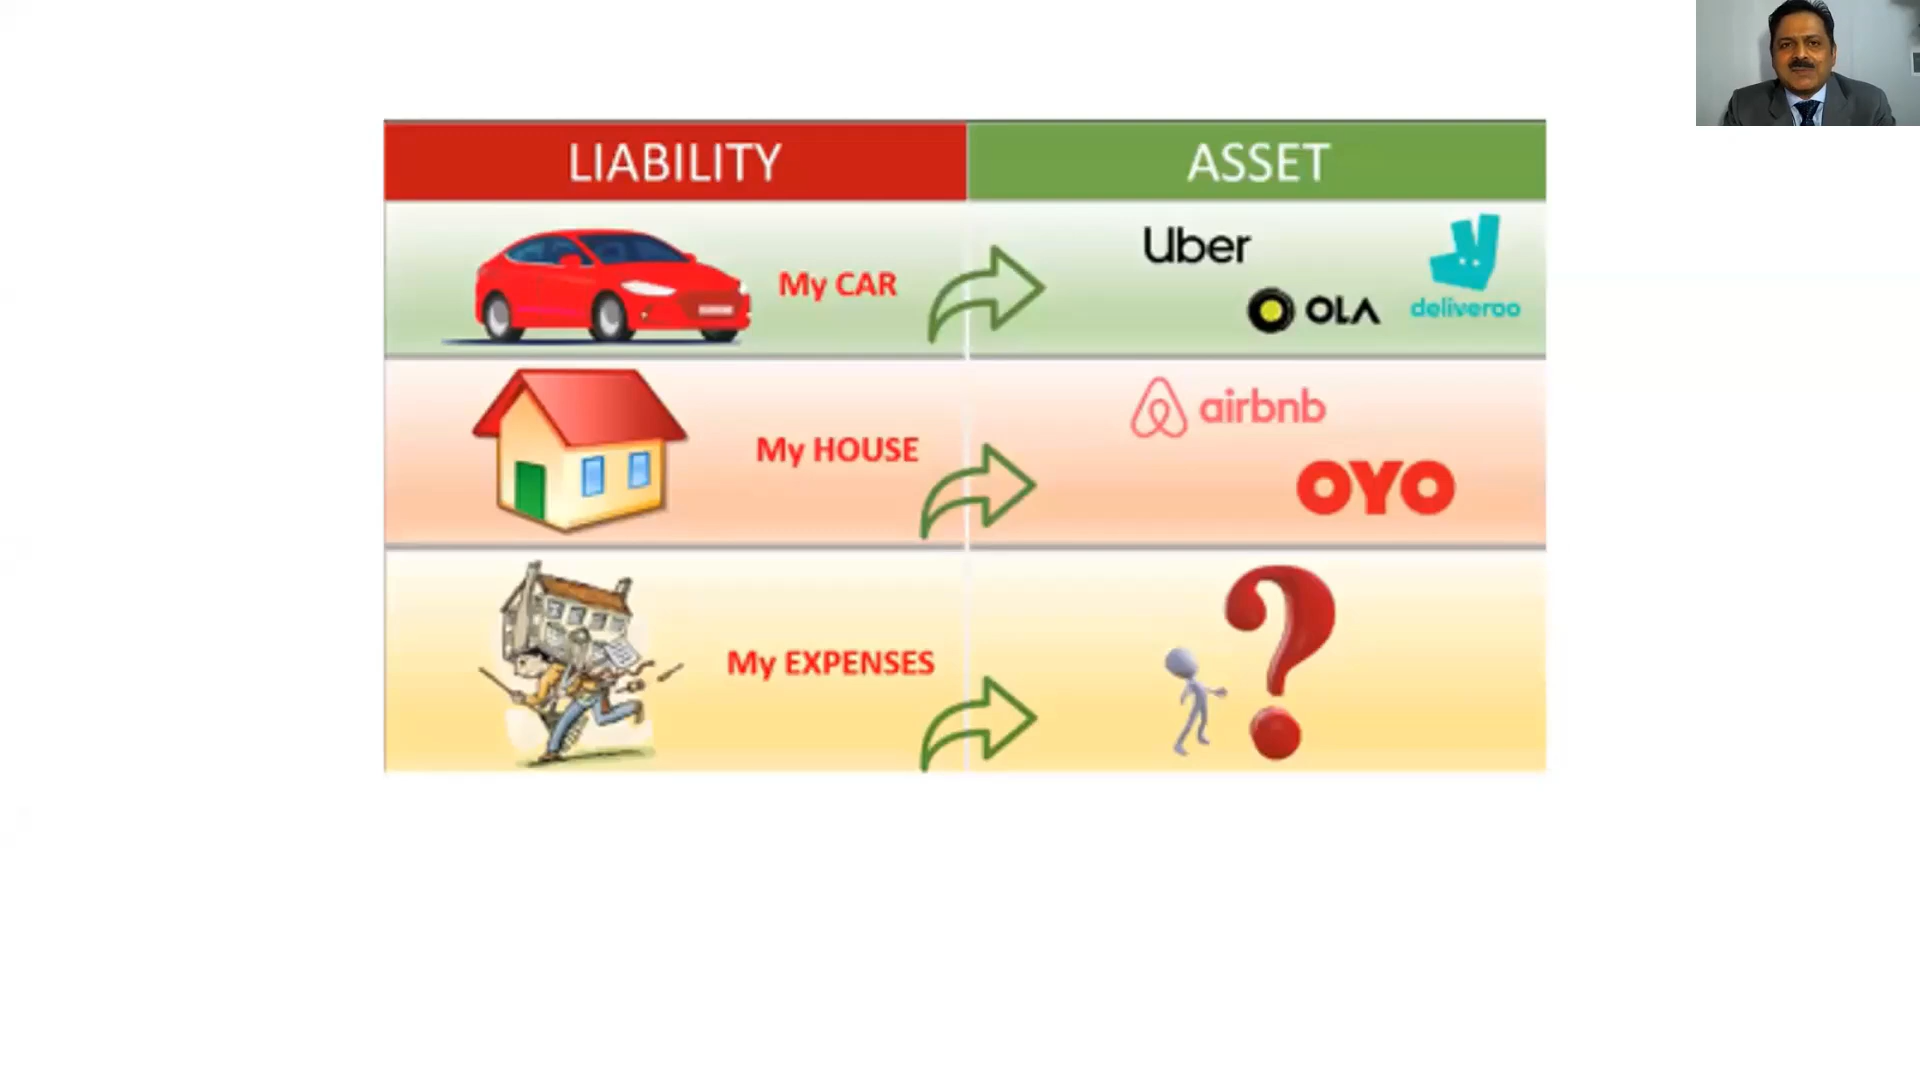 LIABILITY
ASSET
My CAR
Uber
OLA
deliveroo
My HOUSE
airbnb
OYO
My EXPENSES
?